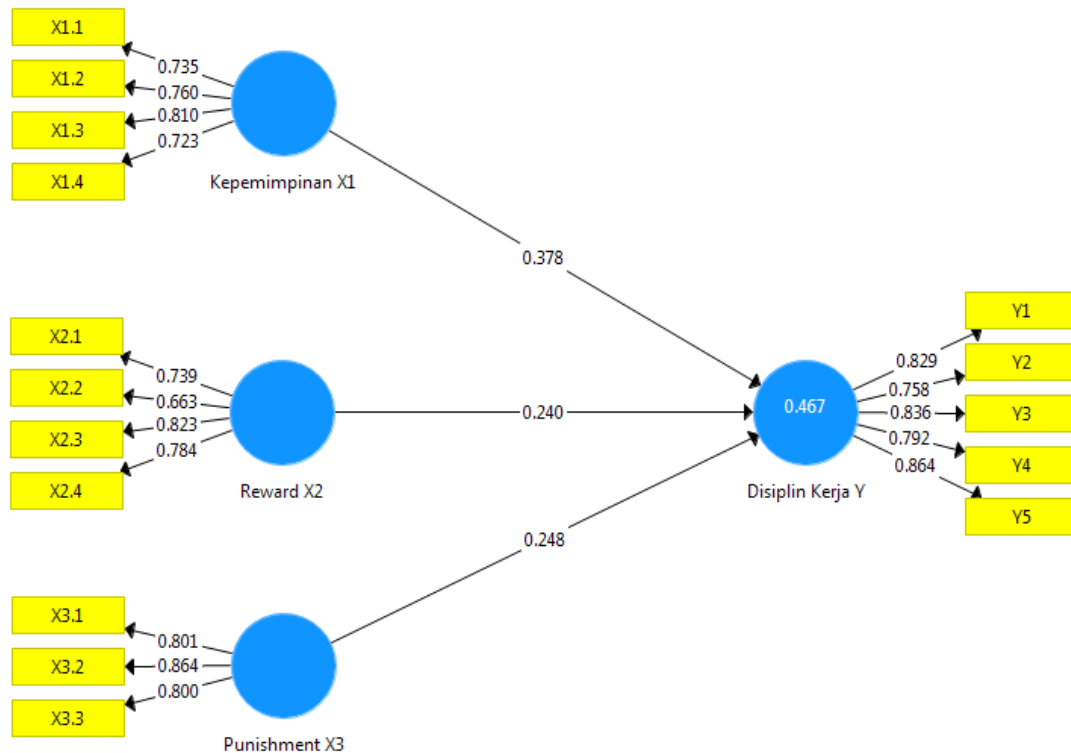 X1.1
0.735
X1.2
0.760
X1.3
0.810
X1.4
0.723
Kepemimpinan X1
0.378
X2.1
0.739
X2.2
0.663
X2.3
0.823
X2.4
0.784
Reward X2
0.240
X3.1
0.801
X3.2
0.864
X3.3
0.800
Punishment X3
0.248
0.467
Disiplin Kerja Y
Y1
0.829
Y2
0.758
Y3
0.836
Y4
0.792
Y5
0.864